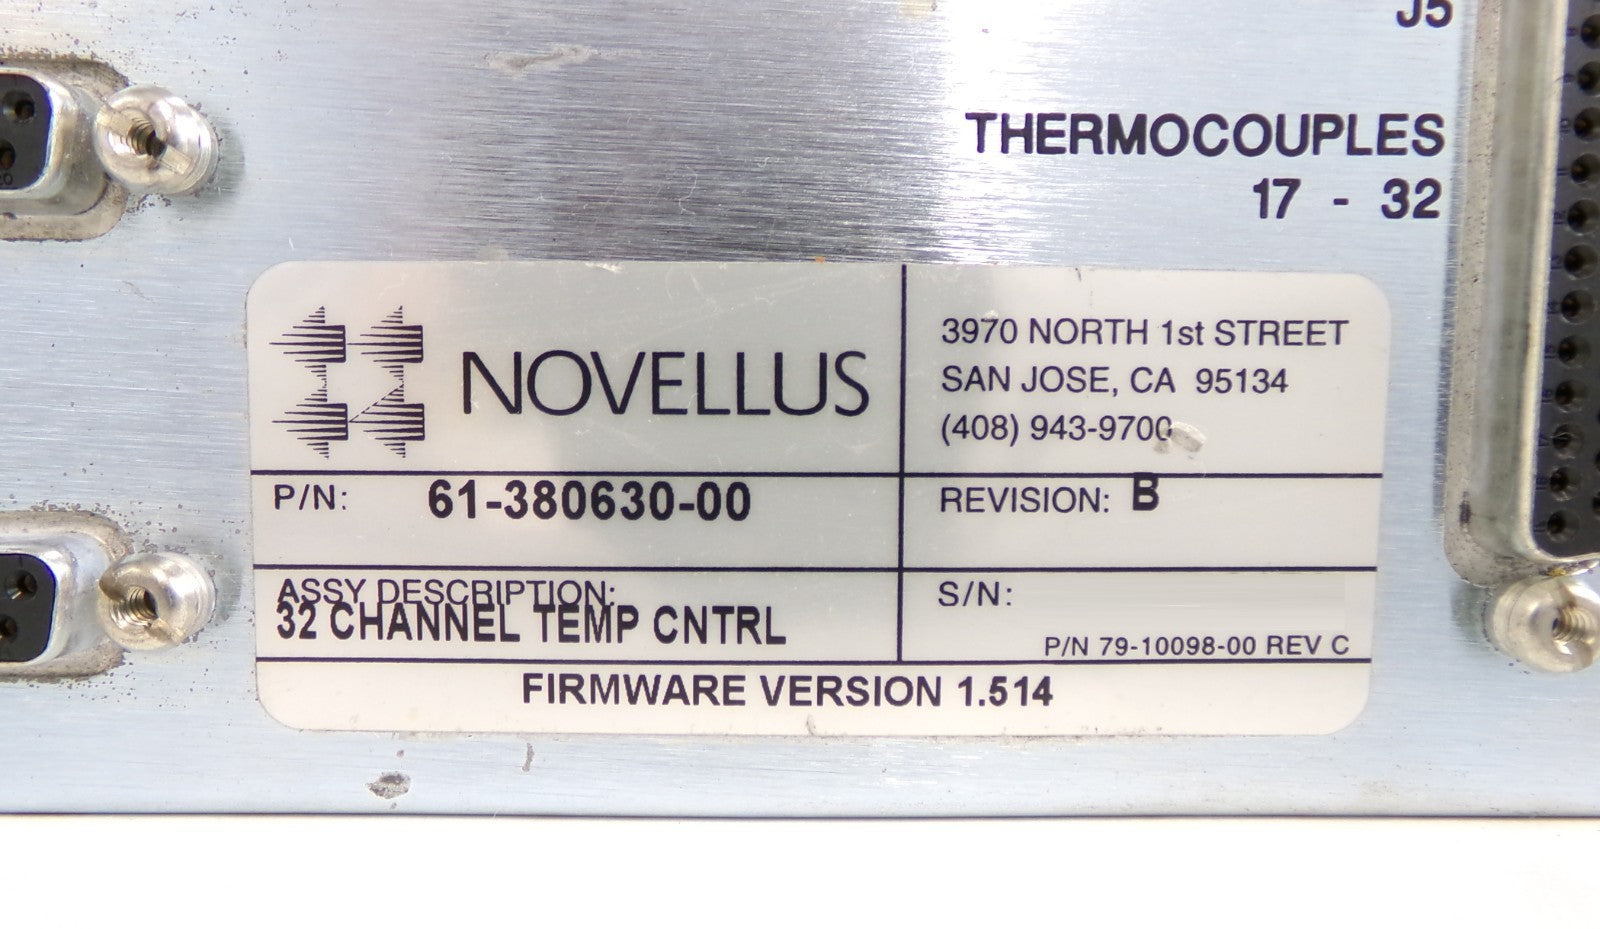 J5
THERMOCOUPLES
17 - 32
NOVELLUS
3970 NORTH 1st STREET
SAN JOSE, CA 95134
(408) 943-9700
P/N: 61-380630-00
REVISION: B
ASSY DESCRIPTION:
32 CHANNEL TEMP CNTRL
S/N:
P/N 79-10098-00 REV C
FIRMWARE VERSION 1.514